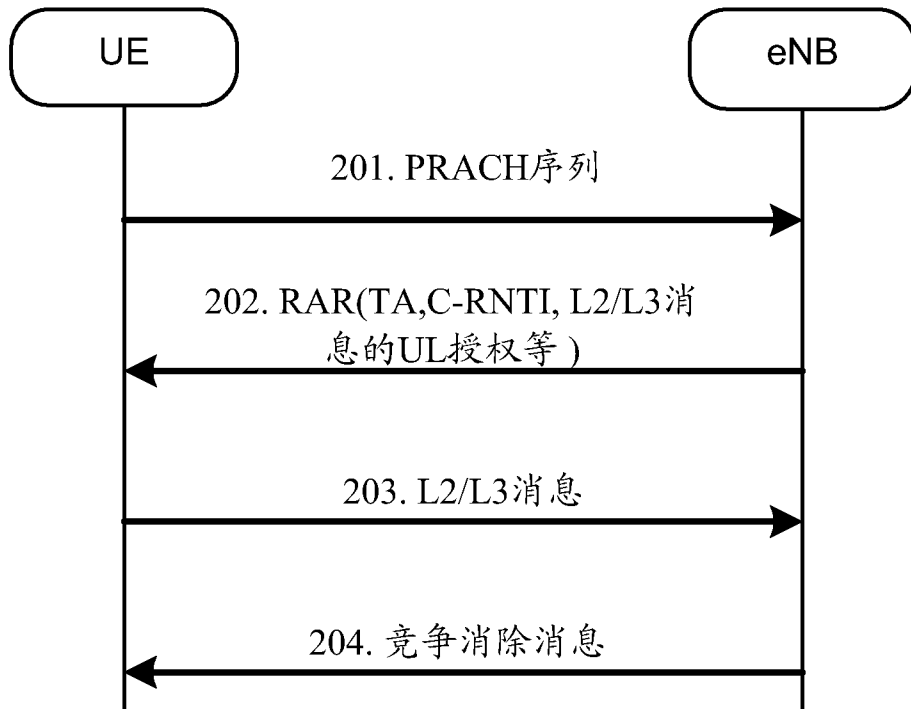 UE
eNB
201. PRACH序列
202. RAR(TA,C-RNTI, L2/L3消
息的UL授权等 )
203. L2/L3消息
204. 竞争消除消息